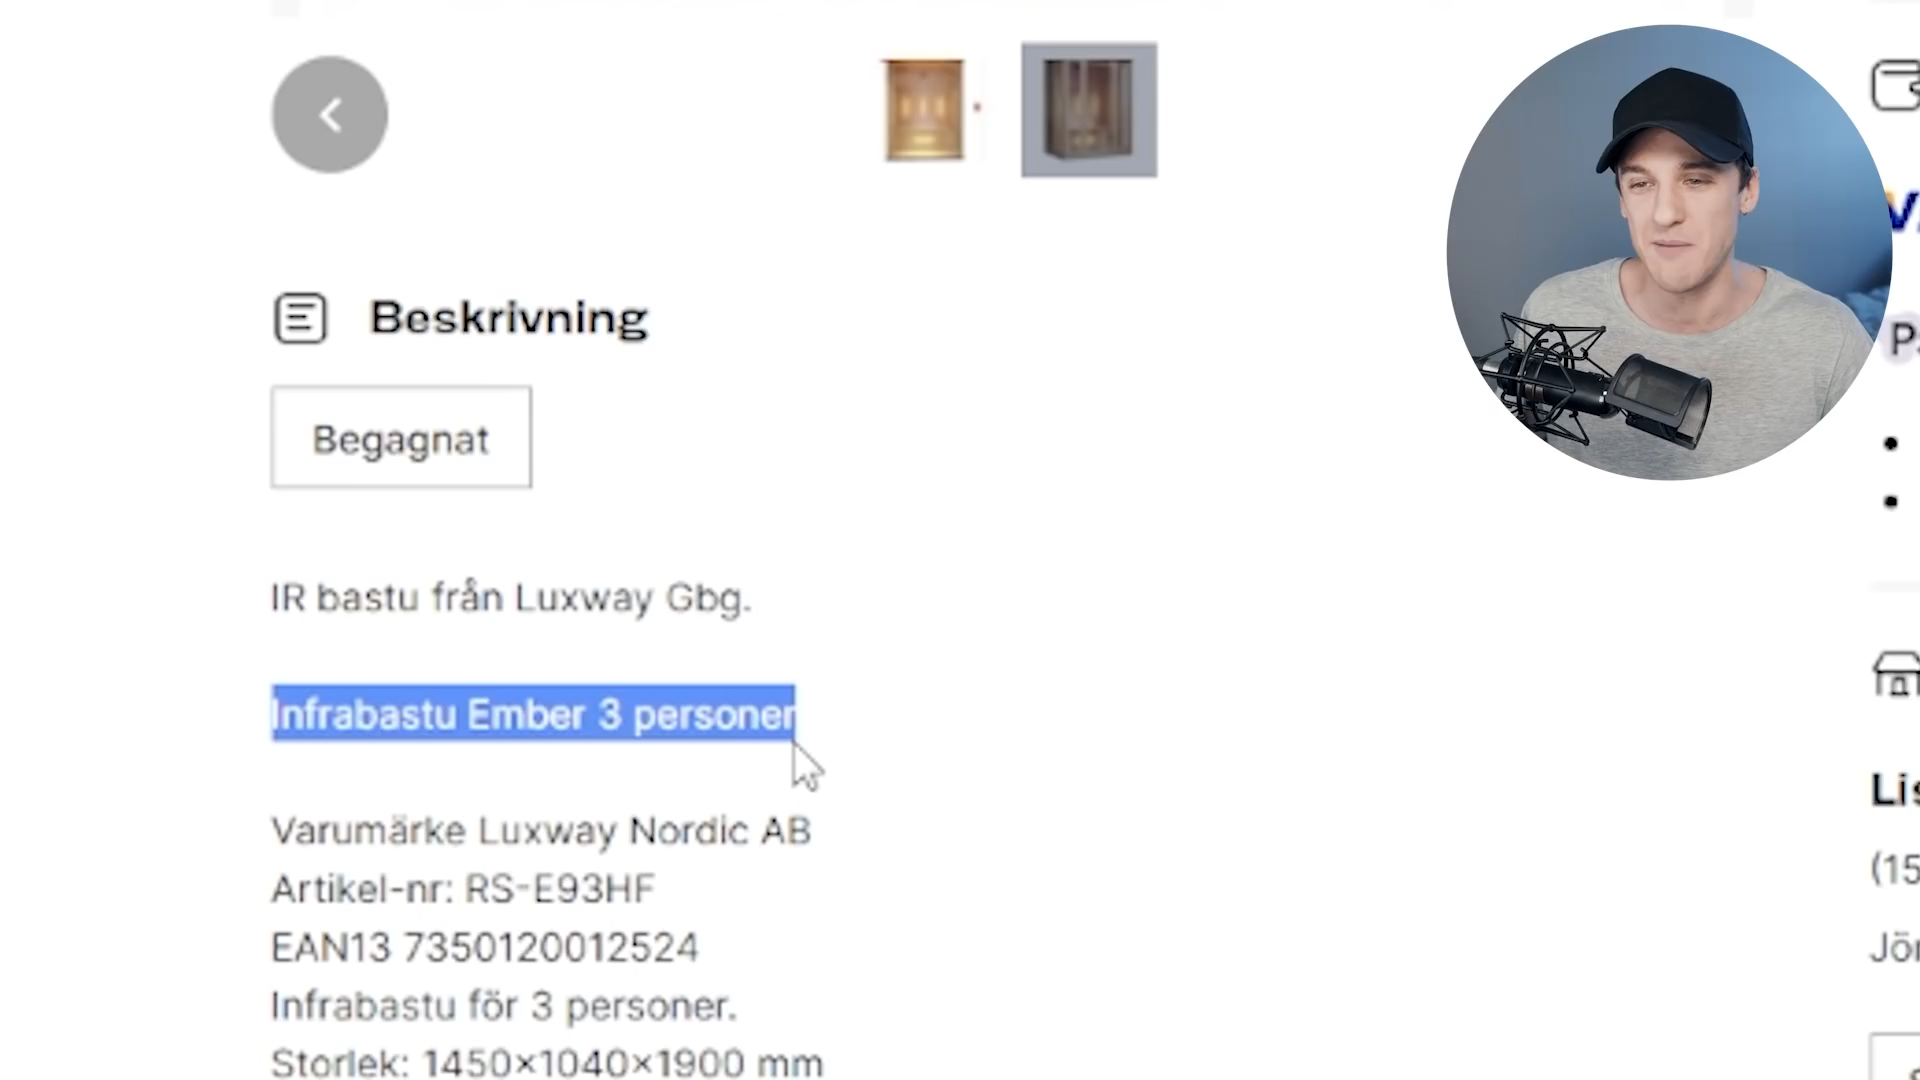 Beskrivning
Begagnat
IR bastu från Luxway Gbg.
Infrabastu Ember 3 personer
Varumärke Luxway Nordic AB
Artikel-nr: RS-E93HF
EAN13 7350120012524
Infrabastu för 3 personer.
Storlek: 1450×1040×1900 mm
(15